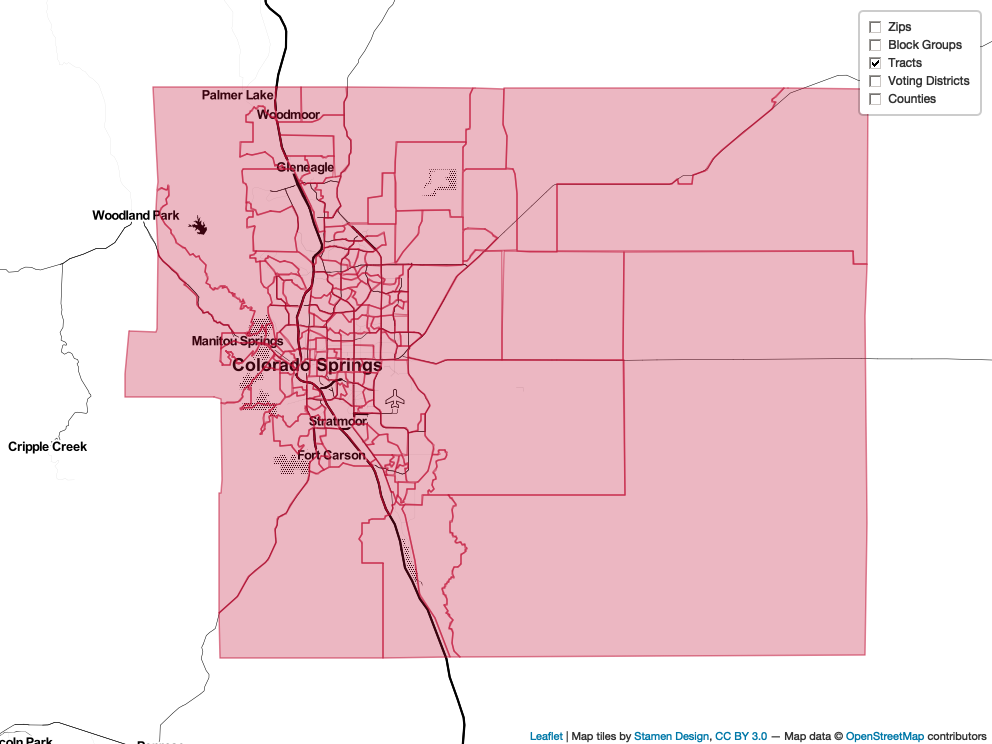 Zips
Block Groups
Tracts
Voting Districts
Counties
Palmer Lake
Woodmoor
Gleneagle
Woodland Park
Manitou Springs
Colorado Springs
Stratmoor
Cripple Creek
Fort Carson
coln Park
Leaflet | Map tiles by Stamen Design, CC BY 3.0 — Map data © OpenStreetMap contributors